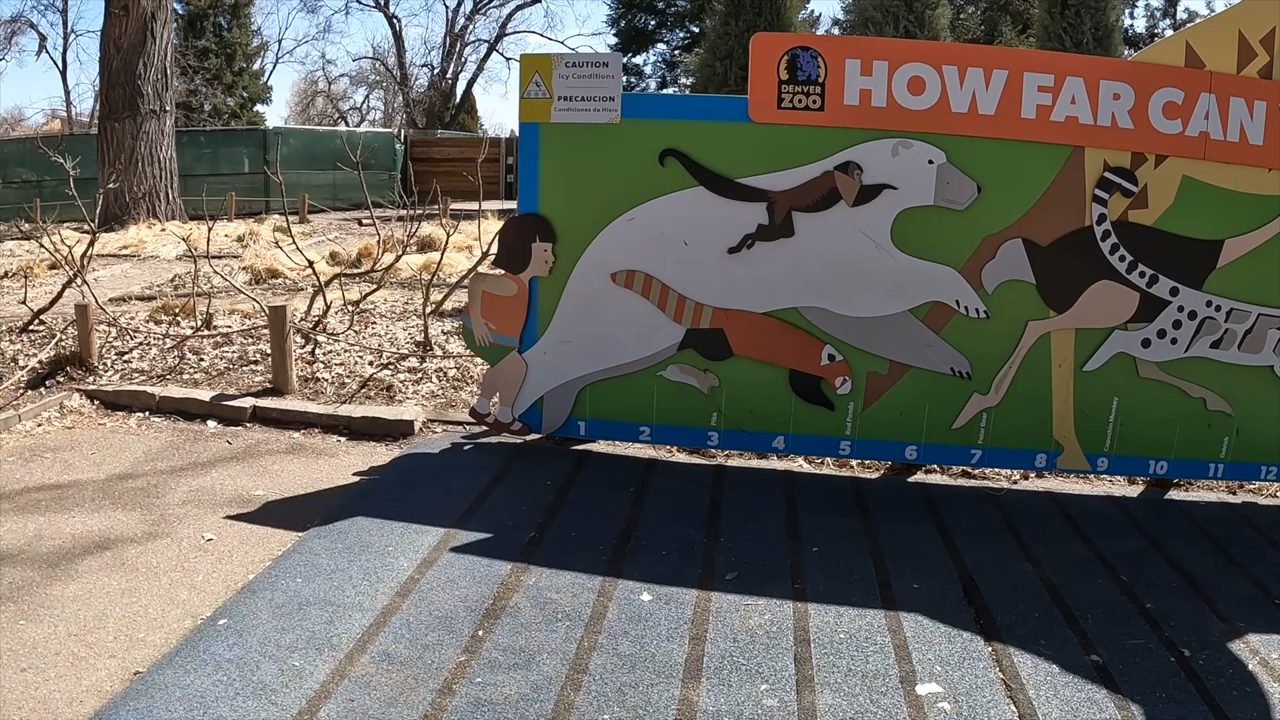 CAUTION
Icy Conditions
PRECAUCION
Condiciones de Hielo
DENVER
ZOO
HOW FAR CAN
Pika
Red Panda
Polar Bear
Capuchin Monkey
Ostrich
1 2 3 4 5 6 7 8 9 10 11 12